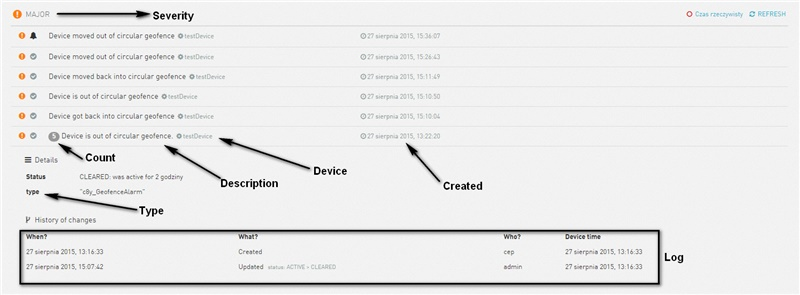 MAJOR Severity Czas rzeczywisty REFRESH
Device moved out of circular geofence testDevice 27 sierpnia 2015, 15:36:07
Device moved out of circular geofence testDevice 27 sierpnia 2015, 15:26:43
Device moved back into circular geofence testDevice 27 sierpnia 2015, 15:11:49
Device is out of circular geofence testDevice 27 sierpnia 2015, 15:10:50
Device got back into circular geofence testDevice 27 sierpnia 2015, 15:10:04
5 Device is out of circular geofence. testDevice 27 sierpnia 2015, 13:22:20
Details Count Device
Status CLEARED: was active for 2 godziny Description Created
type "c8y_GeofenceAlarm"
Type
History of changes
When? What? Who? Device time
27 sierpnia 2015, 13:16:33 Created cep 27 sierpnia 2015, 13:16:33
Log
27 sierpnia 2015, 15:07:42 Updated status: ACTIVE > CLEARED admin 27 sierpnia 2015, 13:16:33